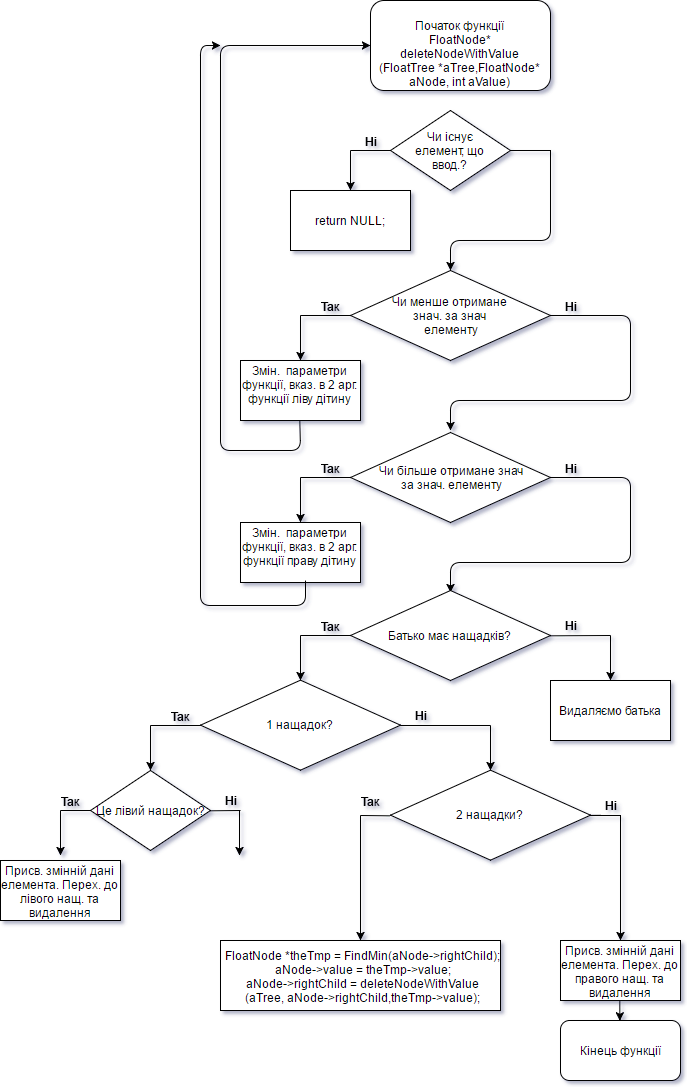 Початок функції
FloatNode*
deleteNodeWithValue
(FloatTree *aTree,FloatNode*
aNode, int aValue)
Чи існує
елемент, що
ввод.?
Ні
return NULL;
Чи менше отримане
знач. за знач
елементу
Так
Ні
Змін. параметри
функції, вказ. в 2 арг.
функції ліву дітину
Чи більше отримане знач
за знач. елементу
Так
Ні
Змін. параметри
функції, вказ. в 2 арг.
функції праву дітину
Батько має нащадків?
Так
Ні
Видаляємо батька
1 нащадок?
Так
Ні
Це лівий нащадок?
Так
Ні
2 нащадки?
Так
Ні
Присв. змінній дані
елемента. Перех. до
лівого нащ. та
видалення
FloatNode *theTmp = FindMin(aNode->rightChild);
aNode->value = theTmp->value;
aNode->rightChild = deleteNodeWithValue
(aTree, aNode->rightChild,theTmp->value);
Присв. змінній дані
елемента. Перех. до
правого нащ. та
видалення
Кінець функції